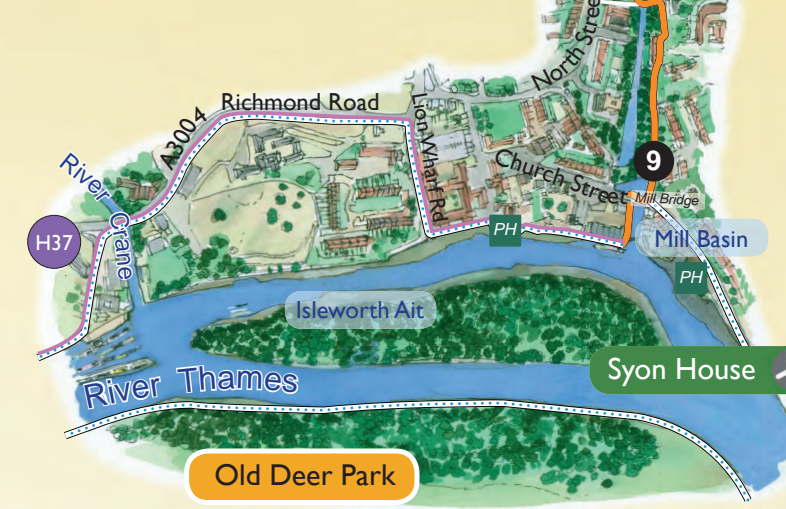 North Stree
Richmond Road
A3004
Lion Wharf Rd
Church Street
9
Mill Bridge
River Crane
H37
PH
Mill Basin
PH
Isleworth Ait
Syon House
River Thames
Old Deer Park